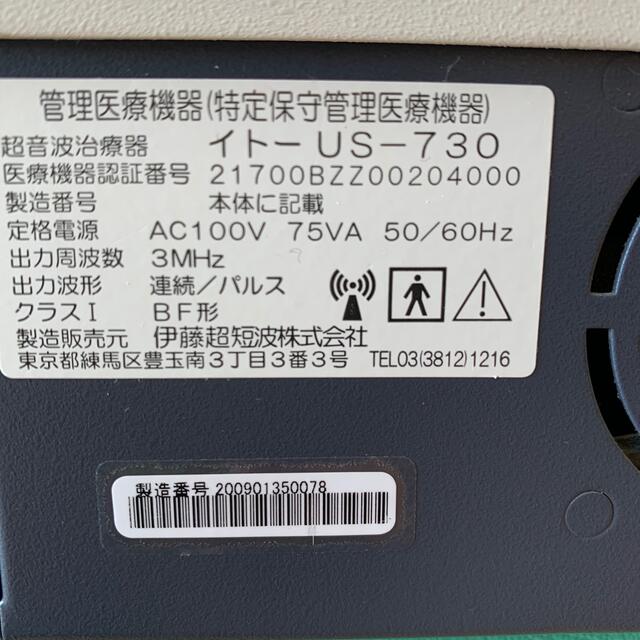 管理医療機器(特定保守管理医療機器)
超音波治療器 イトー US-730
医療機器認証番号 21700BZZ00204000
製造番号 本体に記載
定格電源 AC100V 75VA 50/60Hz
出力周波数 3MHz
出力波形 連続/パルス
クラスⅠ BF形
製造販売元 伊藤超短波株式会社
東京都練馬区豊玉南3丁目3番3号 TEL03(3812)1216
製造番号 200901350078